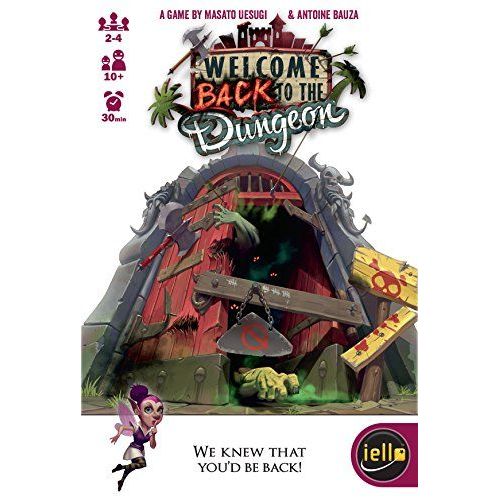 A GAME BY MASATO UESUGI & ANTOINE BAUZA
2-4
10+
30min
WELCOME
BACK TO THE
Dungeon
WE KNEW THAT
YOU'D BE BACK!
iello